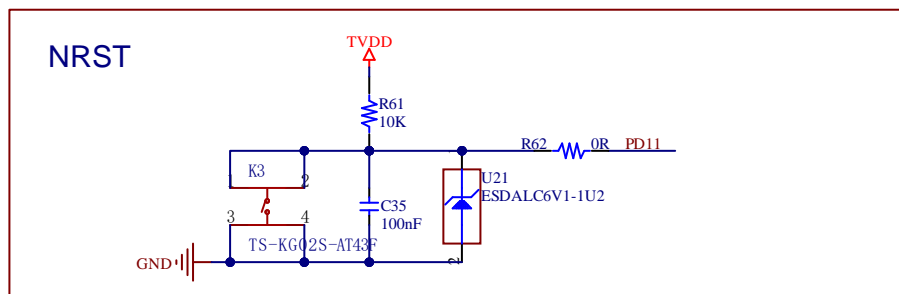 TVDD
NRST
R61
10K
R62
0R
PD11
K3
1
2
U21
ESDALC6V1-1U2
C35
100nF
3
4
TS-KG02S-AT43F
GND
2